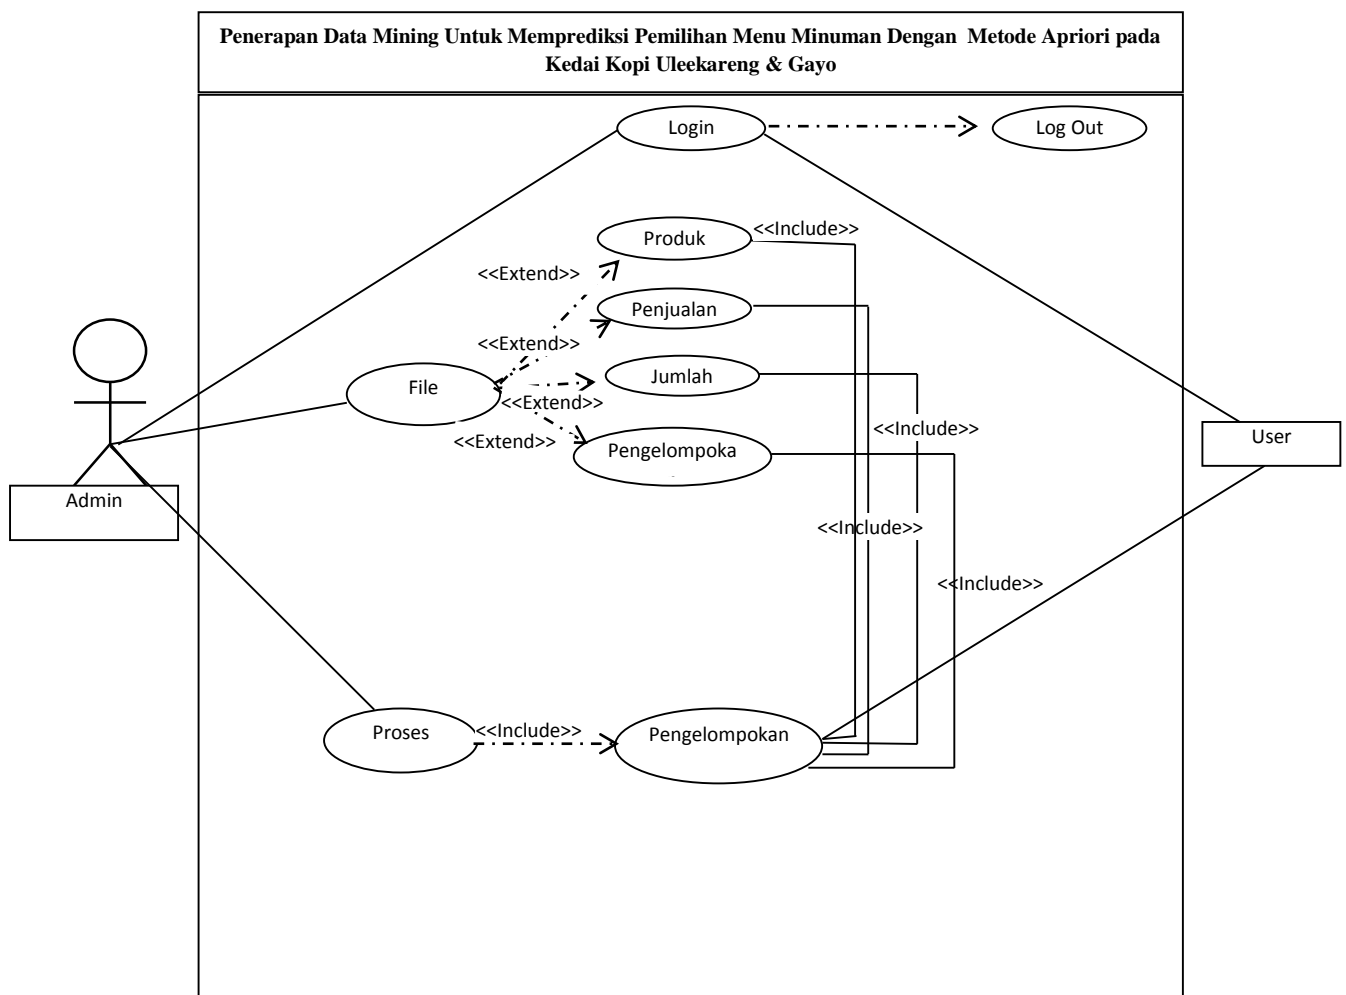 Penerapan Data Mining Untuk Memprediksi Pemilihan Menu Minuman Dengan Metode Apriori pada
Kedai Kopi Uleekareng & Gayo
Login
Log Out
Produk
<<Include>>
<<Extend>>
Penjualan
<<Extend>>
File
Jumlah
<<Extend>>
<<Include>>
<<Extend>>
Pengelompoka
User
Admin
<<Include>>
<<Include>>
Proses
<<Include>>
Pengelompokan